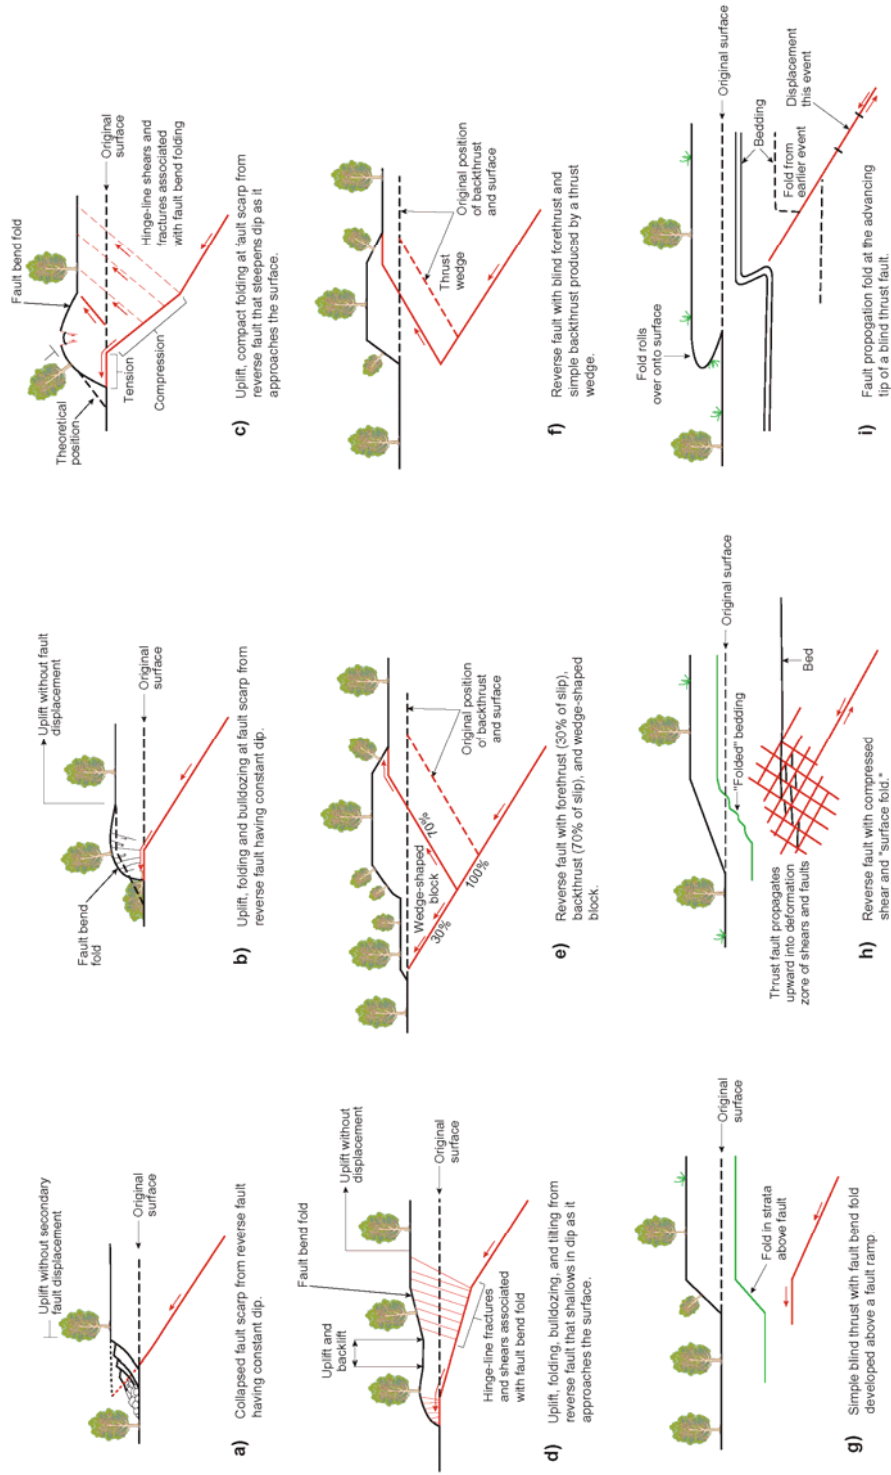 Uplift without secondary
fault displacement
Original
surface
a)
Collapsed fault scarp from reverse fault
having constant dip.
Uplift without fault
displacement
Fault bend
fold
Original
surface
b)
Uplift, folding and bulldozing at fault scarp from
reverse fault having constant dip.
Fault bend fold
Theoretical
position
Tension
Compression
Original
surface
Hinge-line shears and
fractures associated
with fault bend folding
c)
Uplift, compact folding at fault scarp from
reverse fault that steepens dip as it
approaches the surface.
Uplift and
backlift
Fault bend fold
Uplift without
displacement
Original
surface
Hinge-line fractures
and shears associated
with fault bend fold
d)
Uplift, folding, bulldozing, and tilting from
reverse fault that shallows in dip as it
approaches the surface.
Wedge-shaped
block
30%
70%
100%
Original position
of backthrust
and surface
e)
Reverse fault with forethrust (30% of slip),
backthrust (70% of slip), and wedge-shaped
block.
Thrust
wedge
Original position
of backthrust
and surface
f)
Reverse fault with blind forethrust and
simple backthrust produced by a thrust
wedge.
Original
surface
Fold in strata
above fault
g)
Simple blind thrust with fault bend fold
developed above a fault ramp
Thrust fault propagates
upward into deformation
zone of shears and faults
"Folded" bedding
Original surface
Bed
h)
Reverse fault with compressed
shear and "surface fold."
Fold rolls
over onto surface
Original surface
Bedding
Fold from
earlier event
Displacement
this event
i)
Fault propogation fold at the advancing
tip of a blind thrust fault.